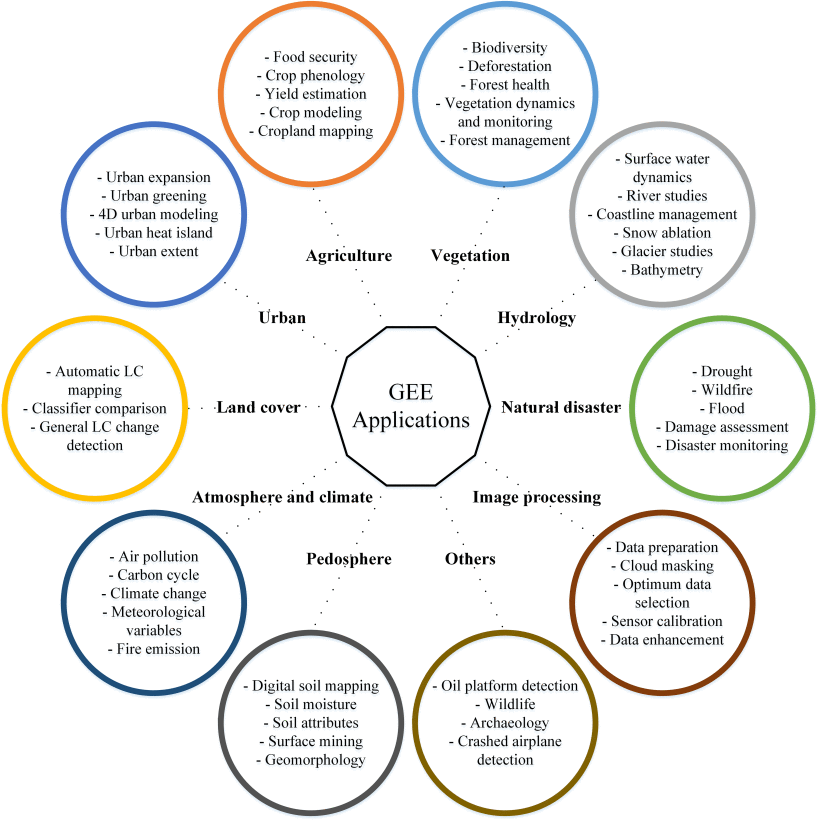 - Food security
- Crop phenology
- Yield estimation
- Crop modeling
- Cropland mapping
- Biodiversity
- Deforestation
- Forest health
- Vegetation dynamics
and monitoring
- Forest management
- Urban expansion
- Urban greening
- 4D urban modeling
- Urban heat island
- Urban extent
- Surface water
dynamics
- River studies
- Coastline management
- Snow ablation
- Glacier studies
- Bathymetry
Agriculture
Vegetation
Urban
Hydrology
- Automatic LC
mapping
- Classifier comparison
- General LC change
detection
Land cover
GEE
Applications
Natural disaster
- Drought
- Wildfire
- Flood
- Damage assessment
- Disaster monitoring
Atmosphere and climate
Image processing
Pedosphere
Others
- Air pollution
- Carbon cycle
- Climate change
- Meteorological
variables
- Fire emission
- Data preparation
- Cloud masking
- Optimum data
selection
- Sensor calibration
- Data enhancement
- Digital soil mapping
- Soil moisture
- Soil attributes
- Surface mining
- Geomorphology
- Oil platform detection
- Wildlife
- Archaeology
- Crashed airplane
detection